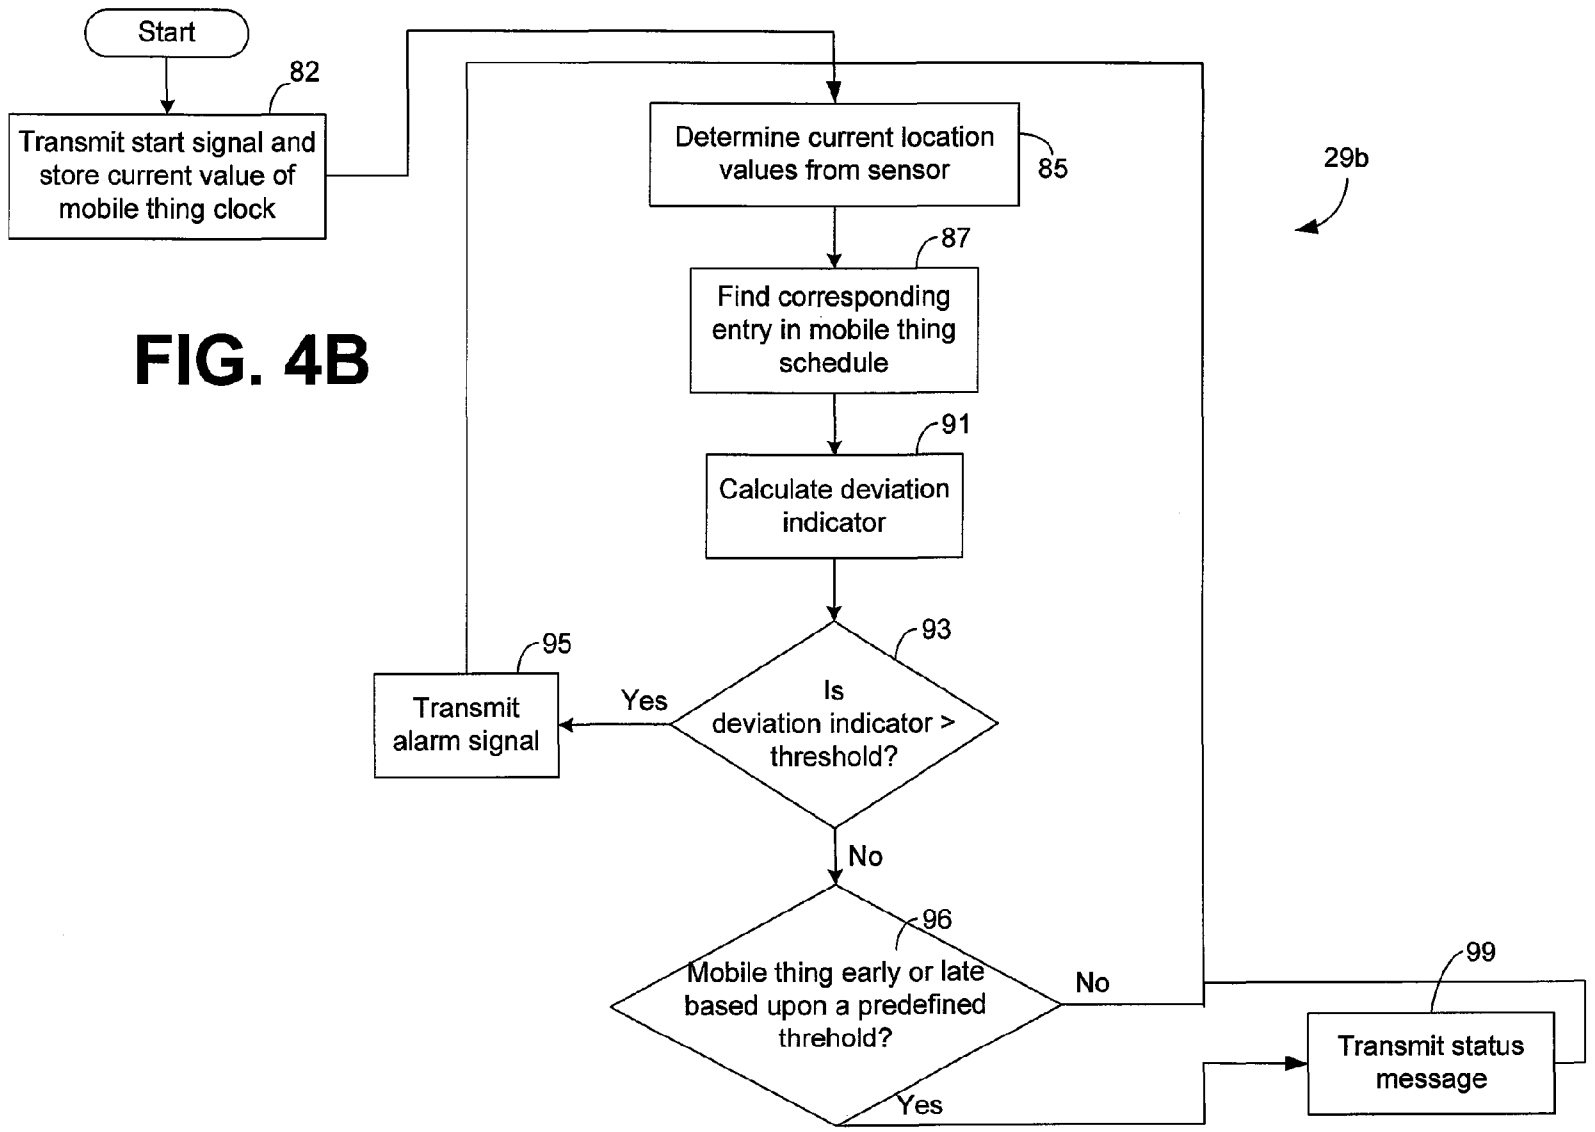 Start
82
Transmit start signal and
store current value of
mobile thing clock
Determine current location
values from sensor
85
29b
87
Find corresponding
entry in mobile thing
schedule
FIG. 4B
91
Calculate deviation
indicator
93
Is
deviation indicator >
threshold?
Yes
95
Transmit
alarm signal
No
96
Mobile thing early or late
based upon a predefined
threhold?
No
Yes
99
Transmit status
message